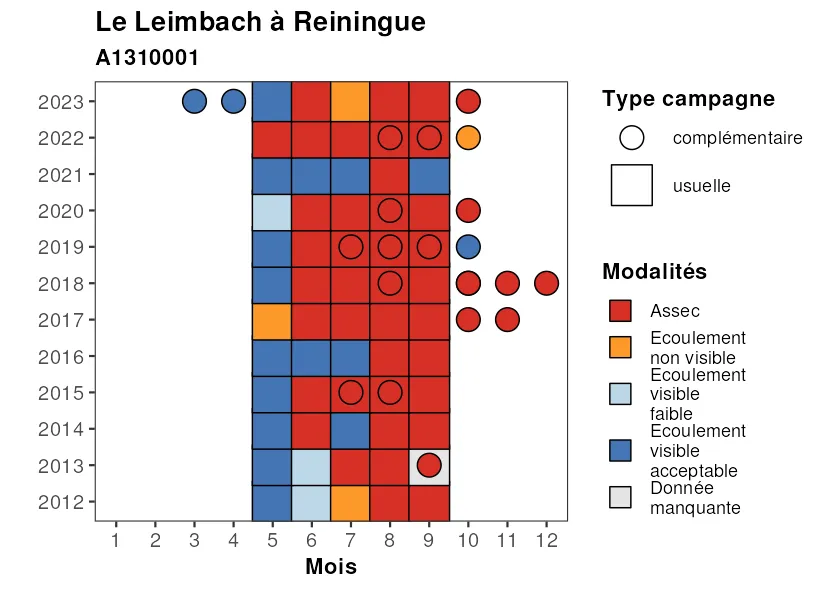 Le Leimbach à Reiningue
A1310001
2023
2022
2021
2020
2019
2018
2017
2016
2015
2014
2013
2012
1 2 3 4 5 6 7 8 9 10 11 12
Mois
Type campagne
complémentaire
usuelle
Modalités
Assec
Ecoulement
non visible
Ecoulement
visible
faible
Ecoulement
visible
acceptable
Donnée
manquante